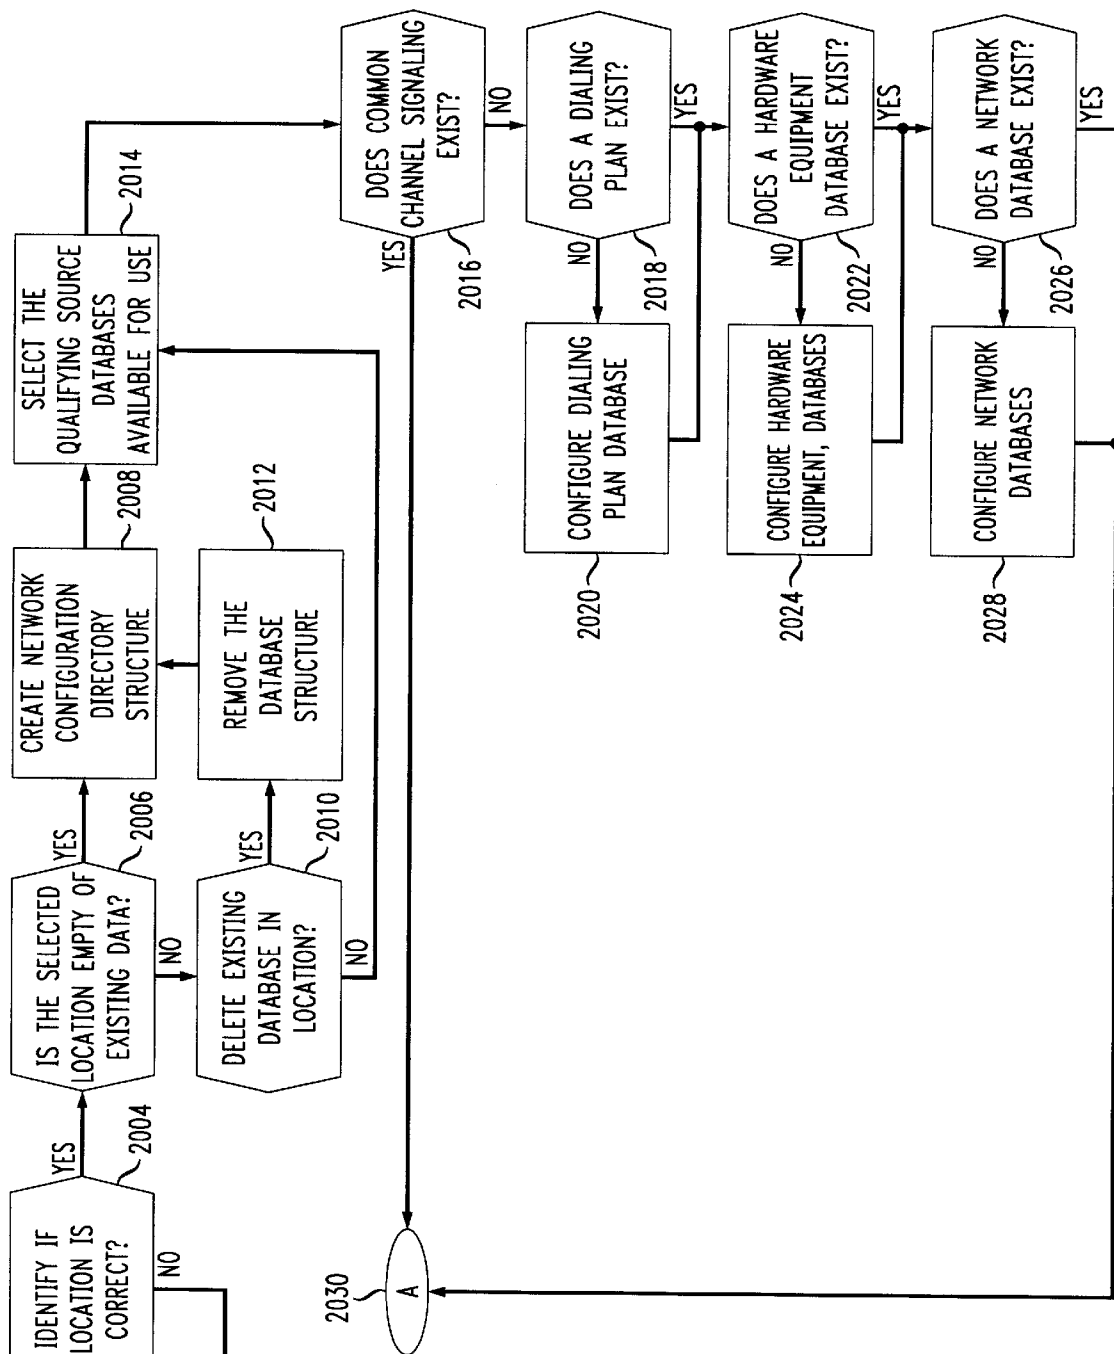 IDENTIFY IF
LOCATION IS
CORRECT?
2004
YES
NO
IS THE SELECTED
LOCATION EMPTY OF
EXISTING DATA?
2006
YES
NO
CREATE NETWORK
CONFIGURATION
DIRECTORY
STRUCTURE
2008
DELETE EXISTING
DATABASE IN
LOCATION?
2010
YES
NO
REMOVE THE
DATABASE
STRUCTURE
2012
SELECT THE
QUALIFYING SOURCE
DATABASES
AVAILABLE FOR USE
2014
DOES COMMON
CHANNEL SIGNALING
EXIST?
2016
YES
NO
DOES A DIALING
PLAN EXIST?
2018
NO
YES
CONFIGURE DIALING
PLAN DATABASE
2020
DOES A HARDWARE
EQUIPMENT
DATABASE EXIST?
2022
NO
YES
CONFIGURE HARDWARE
EQUIPMENT, DATABASES
2024
DOES A NETWORK
DATABASE EXIST?
2026
NO
YES
CONFIGURE NETWORK
DATABASES
2028
A
2030